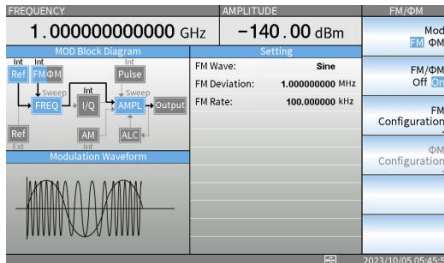 FREQUENCY
AMPLITUDE
FM/ΦM
1.000000000000 GHz
-140.00 dBm
MOD Block Diagram
Int Int Int
Ref FMΦM Pulse
Sweep Int Sweep
FREQ I/Q AMPL Output
Ref AM ALC
Ext Int
Modulation Waveform
Setting
FM Wave: Sine
FM Deviation: 1.000000000 MHz
FM Rate: 100.000000 kHz
Mod
FM ΦM
FM/ΦM
Off On
FM
Configuration
ΦM
Configuration
2023/10/05 05:45:5